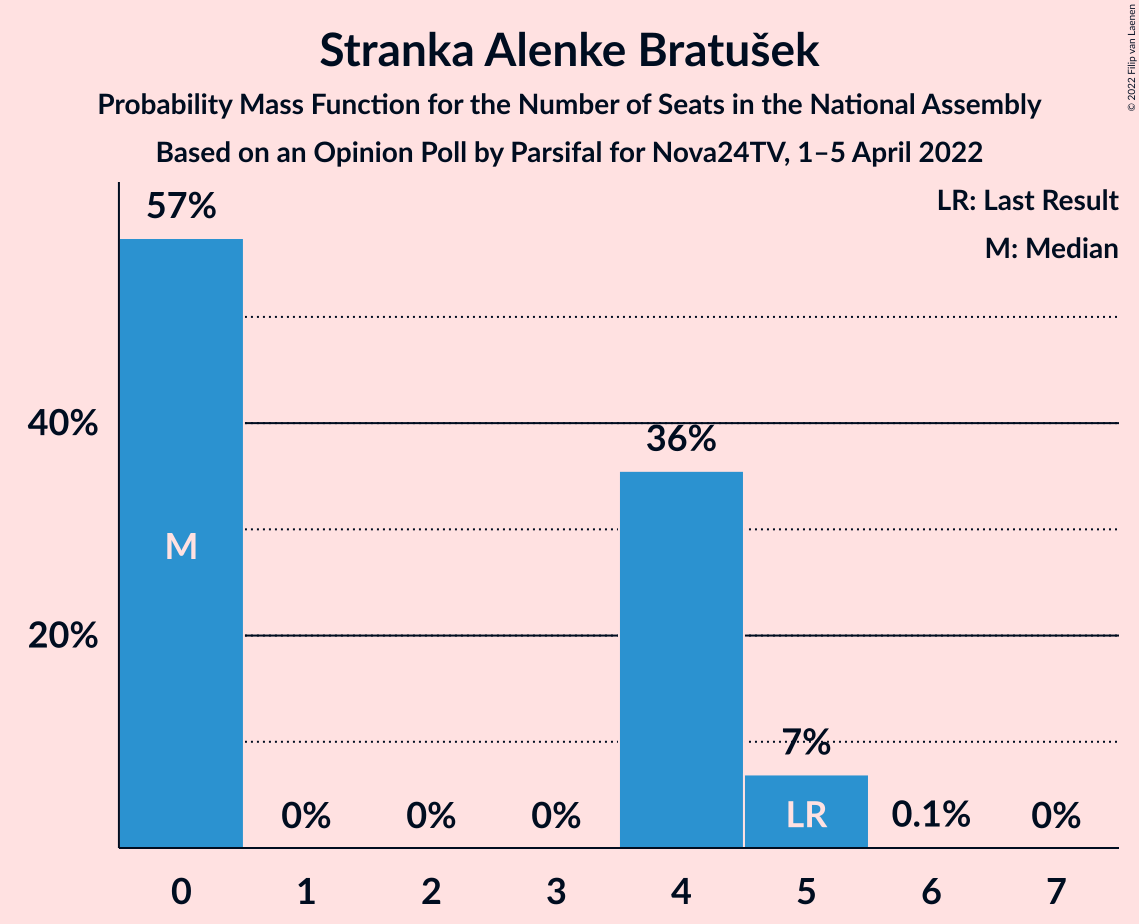 Stranka Alenke Bratušek
Probability Mass Function for the Number of Seats in the National Assembly
Based on an Opinion Poll by Parsifal for Nova24TV, 1–5 April 2022
© 2022 Filip van Laenen
LR: Last Result
M: Median
57%
40%
36%
M
20%
7%
0%
0%
0%
LR
0.1%
0%
0
1
2
3
4
5
6
7